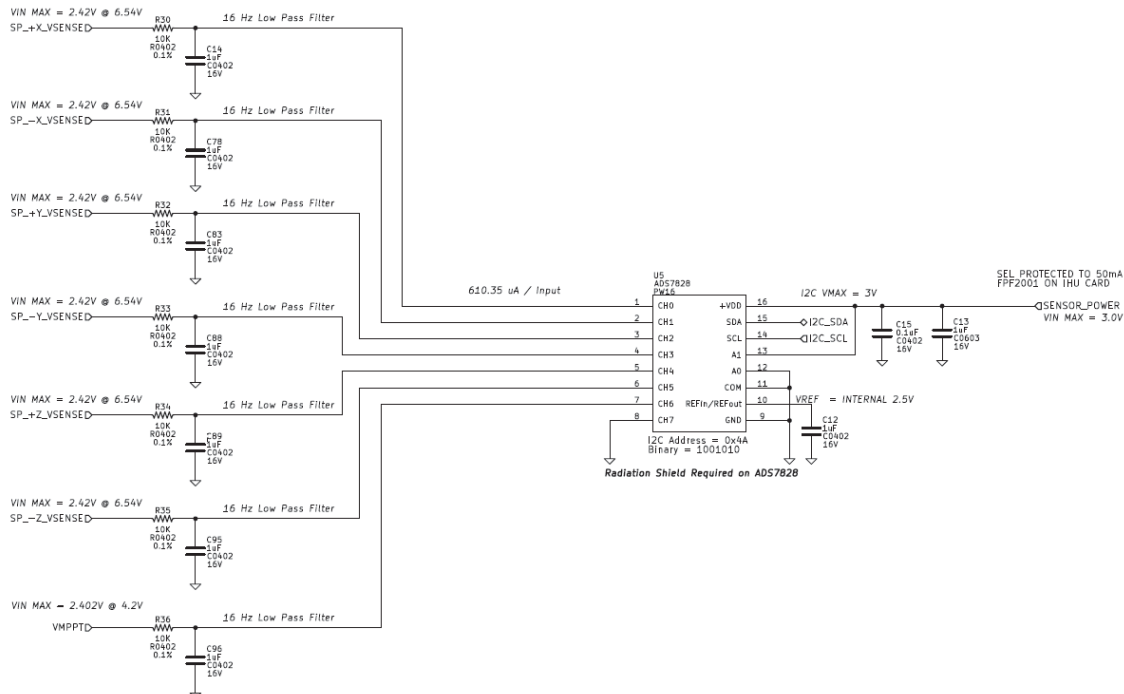 VIN MAX = 2.42V @ 6.54V
SP_+X_VSENSE
R30
10K
R0402
0.1%
16 Hz Low Pass Filter
C14
1uF
C0402
16V
VIN MAX = 2.42V @ 6.54V
SP_-X_VSENSE
R31
10K
R0402
0.1%
16 Hz Low Pass Filter
C78
1uF
C0402
16V
VIN MAX = 2.42V @ 6.54V
SP_+Y_VSENSE
R32
10K
R0402
0.1%
16 Hz Low Pass Filter
C83
1uF
C0402
16V
VIN MAX = 2.42V @ 6.54V
SP_-Y_VSENSE
R33
10K
R0402
0.1%
16 Hz Low Pass Filter
C88
1uF
C0402
16V
VIN MAX = 2.42V @ 6.54V
SP_+Z_VSENSE
R34
10K
R0402
0.1%
16 Hz Low Pass Filter
C89
1uF
C0402
16V
VIN MAX = 2.42V @ 6.54V
SP_-Z_VSENSE
R35
10K
R0402
0.1%
16 Hz Low Pass Filter
C95
1uF
C0402
16V
VIN MAX - 2.402V @ 4.2V
VMPPT
R36
10K
R0402
0.1%
16 Hz Low Pass Filter
C96
1uF
C0402
16V
610.35 uA / Input
U5
ADS7828
PW16
1 CH0 +VDD 16
2 CH1 SDA 15
3 CH2 SCL 14
4 CH3 A1 13
5 CH4 A0 12
6 CH5 COM 11
7 CH6 REFin/REFout 10
8 CH7 GND 9
I2C Address = 0x4A
Binary = 1001010
Radiation Shield Required on ADS7828
I2C VMAX = 3V
I2C_SDA
I2C_SCL
VREF = INTERNAL 2.5V
C12
1uF
C0402
16V
C15
0.1uF
C0402
16V
C13
1uF
C0603
16V
SEL PROTECTED TO 50mA
FPF2001 ON IHU CARD
SENSOR_POWER
VIN MAX = 3.0V